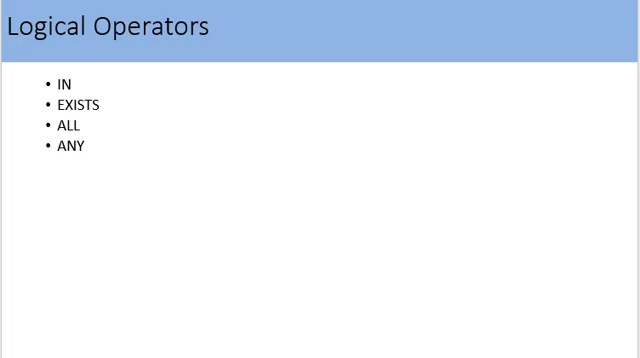 Logical Operators
• IN
• EXISTS
• ALL
• ANY